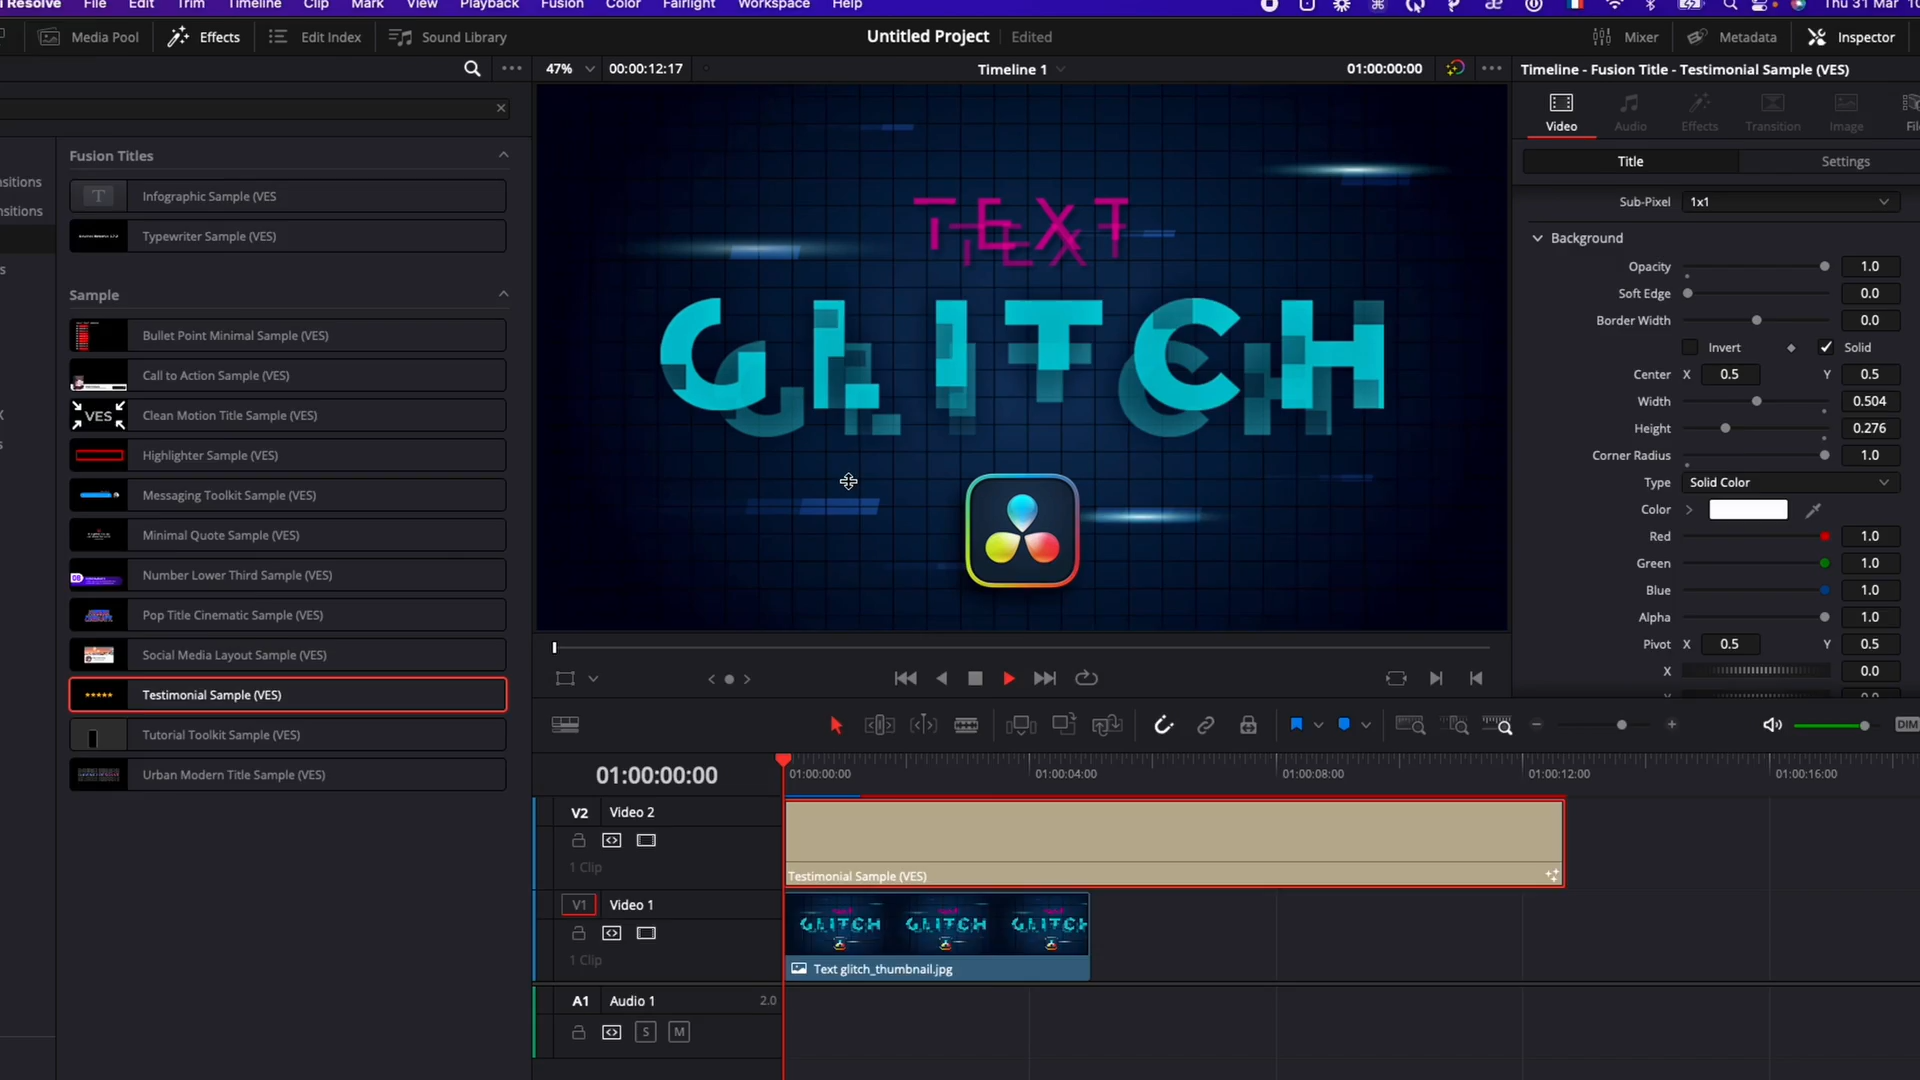 Resolve File Edit Trim Timeline Clip Mark View Playback Fusion Color Fairlight Workspace Help Thu 31 Mar
Media Pool Effects Edit Index Sound Library Untitled Project Edited Mixer Metadata Inspector
47% 00:00:12:17 Timeline 1 01:00:00:00 Timeline - Fusion Title - Testimonial Sample (VES)
Video Audio Effects Transition Image
Title Settings
Fusion Titles
Infographic Sample (VES
Typewriter Sample (VES)
Sample
Bullet Point Minimal Sample (VES)
Call to Action Sample (VES)
VES Clean Motion Title Sample (VES)
Highlighter Sample (VES)
Messaging Toolkit Sample (VES)
Minimal Quote Sample (VES)
Number Lower Third Sample (VES)
Pop Title Cinematic Sample (VES)
Social Media Layout Sample (VES)
Testimonial Sample (VES)
Tutorial Toolkit Sample (VES)
Urban Modern Title Sample (VES)
TEXT
GLITCH
Sub-Pixel 1x1
Background
Opacity 1.0
Soft Edge 0.0
Border Width 0.0
Invert Solid
Center X 0.5 Y 0.5
Width 0.504
Height 0.276
Corner Radius 1.0
Type Solid Color
Color
Red 1.0
Green 1.0
Blue 1.0
Alpha 1.0
Pivot X 0.5 Y 0.5
X 0.0
DIM
01:00:00:00 01:00:00:00 01:00:04:00 01:00:08:00 01:00:12:00 01:00:16:00
V2 Video 2
1 Clip
Testimonial Sample (VES)
V1 Video 1
1 Clip
GLITCH GLITCH GLITCH
Text glitch_thumbnail.jpg
A1 Audio 1 2.0
S M